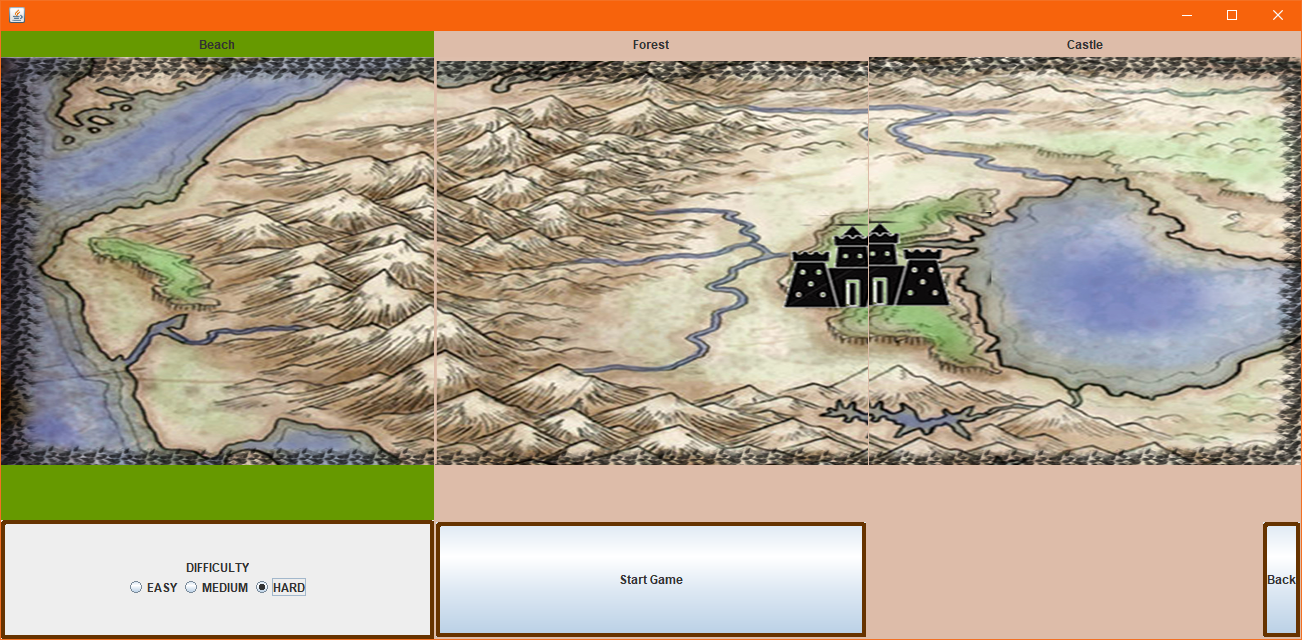 Beach
Forest
Castle
DIFFICULTY
EASY MEDIUM HARD
Start Game
Back